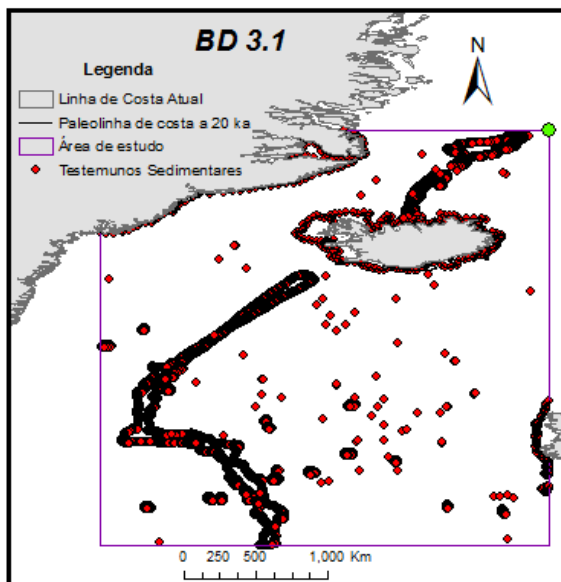 BD 3.1
N
Legenda
Linha de Costa Atual
Paleolinha de costa a 20 ka
Área de estudo
Testemunos Sedimentares
0 250 500 1,000 Km